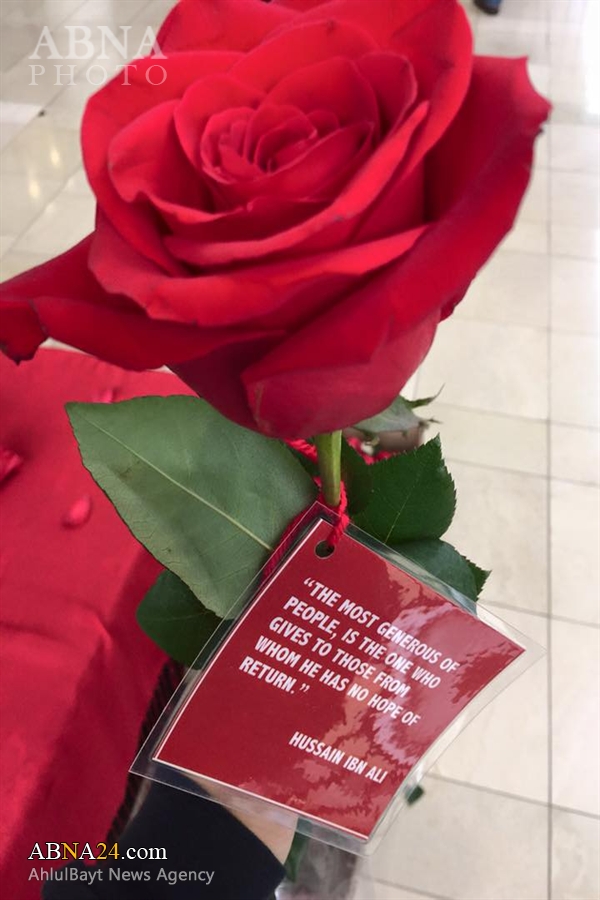 ABNA
PHOTO
“THE MOST GENEROUS OF
PEOPLE, IS THE ONE WHO
GIVES TO THOSE FROM
WHOM HE HAS NO HOPE OF
RETURN.”
HUSSAIN IBN ALI
ABNA24.com
AhlulBayt News Agency